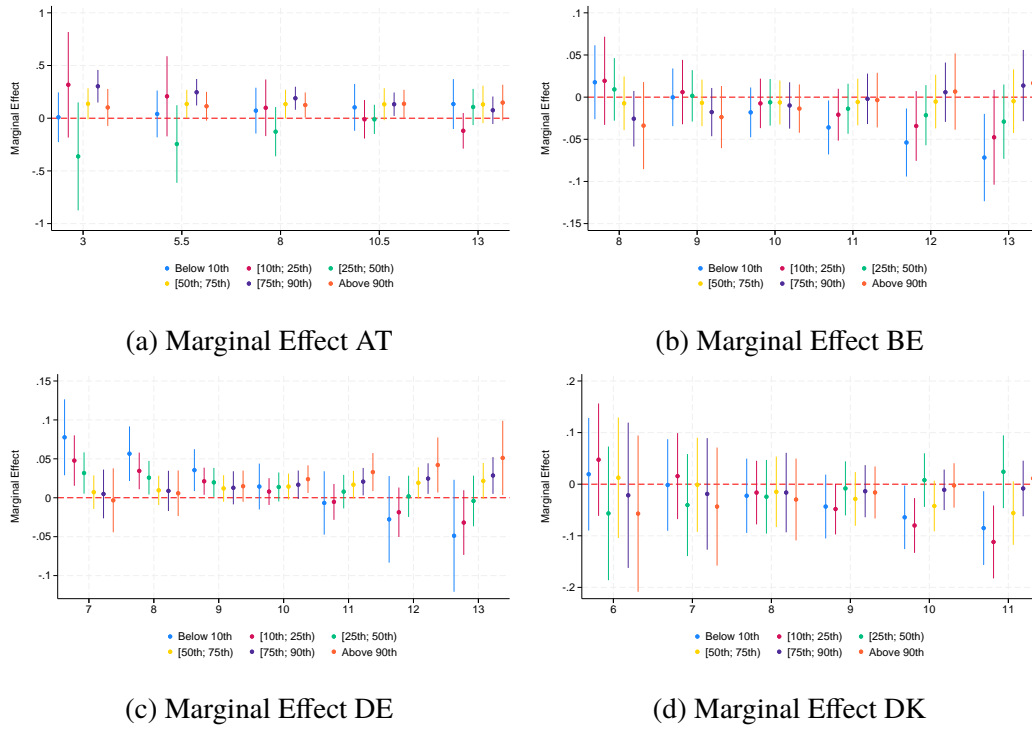 1
.5
0
-.5
-1
Marginal Effect
3 5.5 8 10.5 13
Below 10th [10th; 25th) [25th; 50th)
[50th; 75th) [75th; 90th) Above 90th
(a) Marginal Effect AT
.1
.05
0
-.05
-.1
-.15
Marginal Effect
8 9 10 11 12 13
Below 10th [10th; 25th) [25th; 50th)
[50th; 75th) [75th; 90th) Above 90th
(b) Marginal Effect BE
.15
.1
.05
0
-.05
-.1
Marginal Effect
7 8 9 10 11 12 13
Below 10th [10th; 25th) [25th; 50th)
[50th; 75th) [75th; 90th) Above 90th
(c) Marginal Effect DE
.2
.1
0
-.1
-.2
Marginal Effect
6 7 8 9 10 11
Below 10th [10th; 25th) [25th; 50th)
[50th; 75th) [75th; 90th) Above 90th
(d) Marginal Effect DK